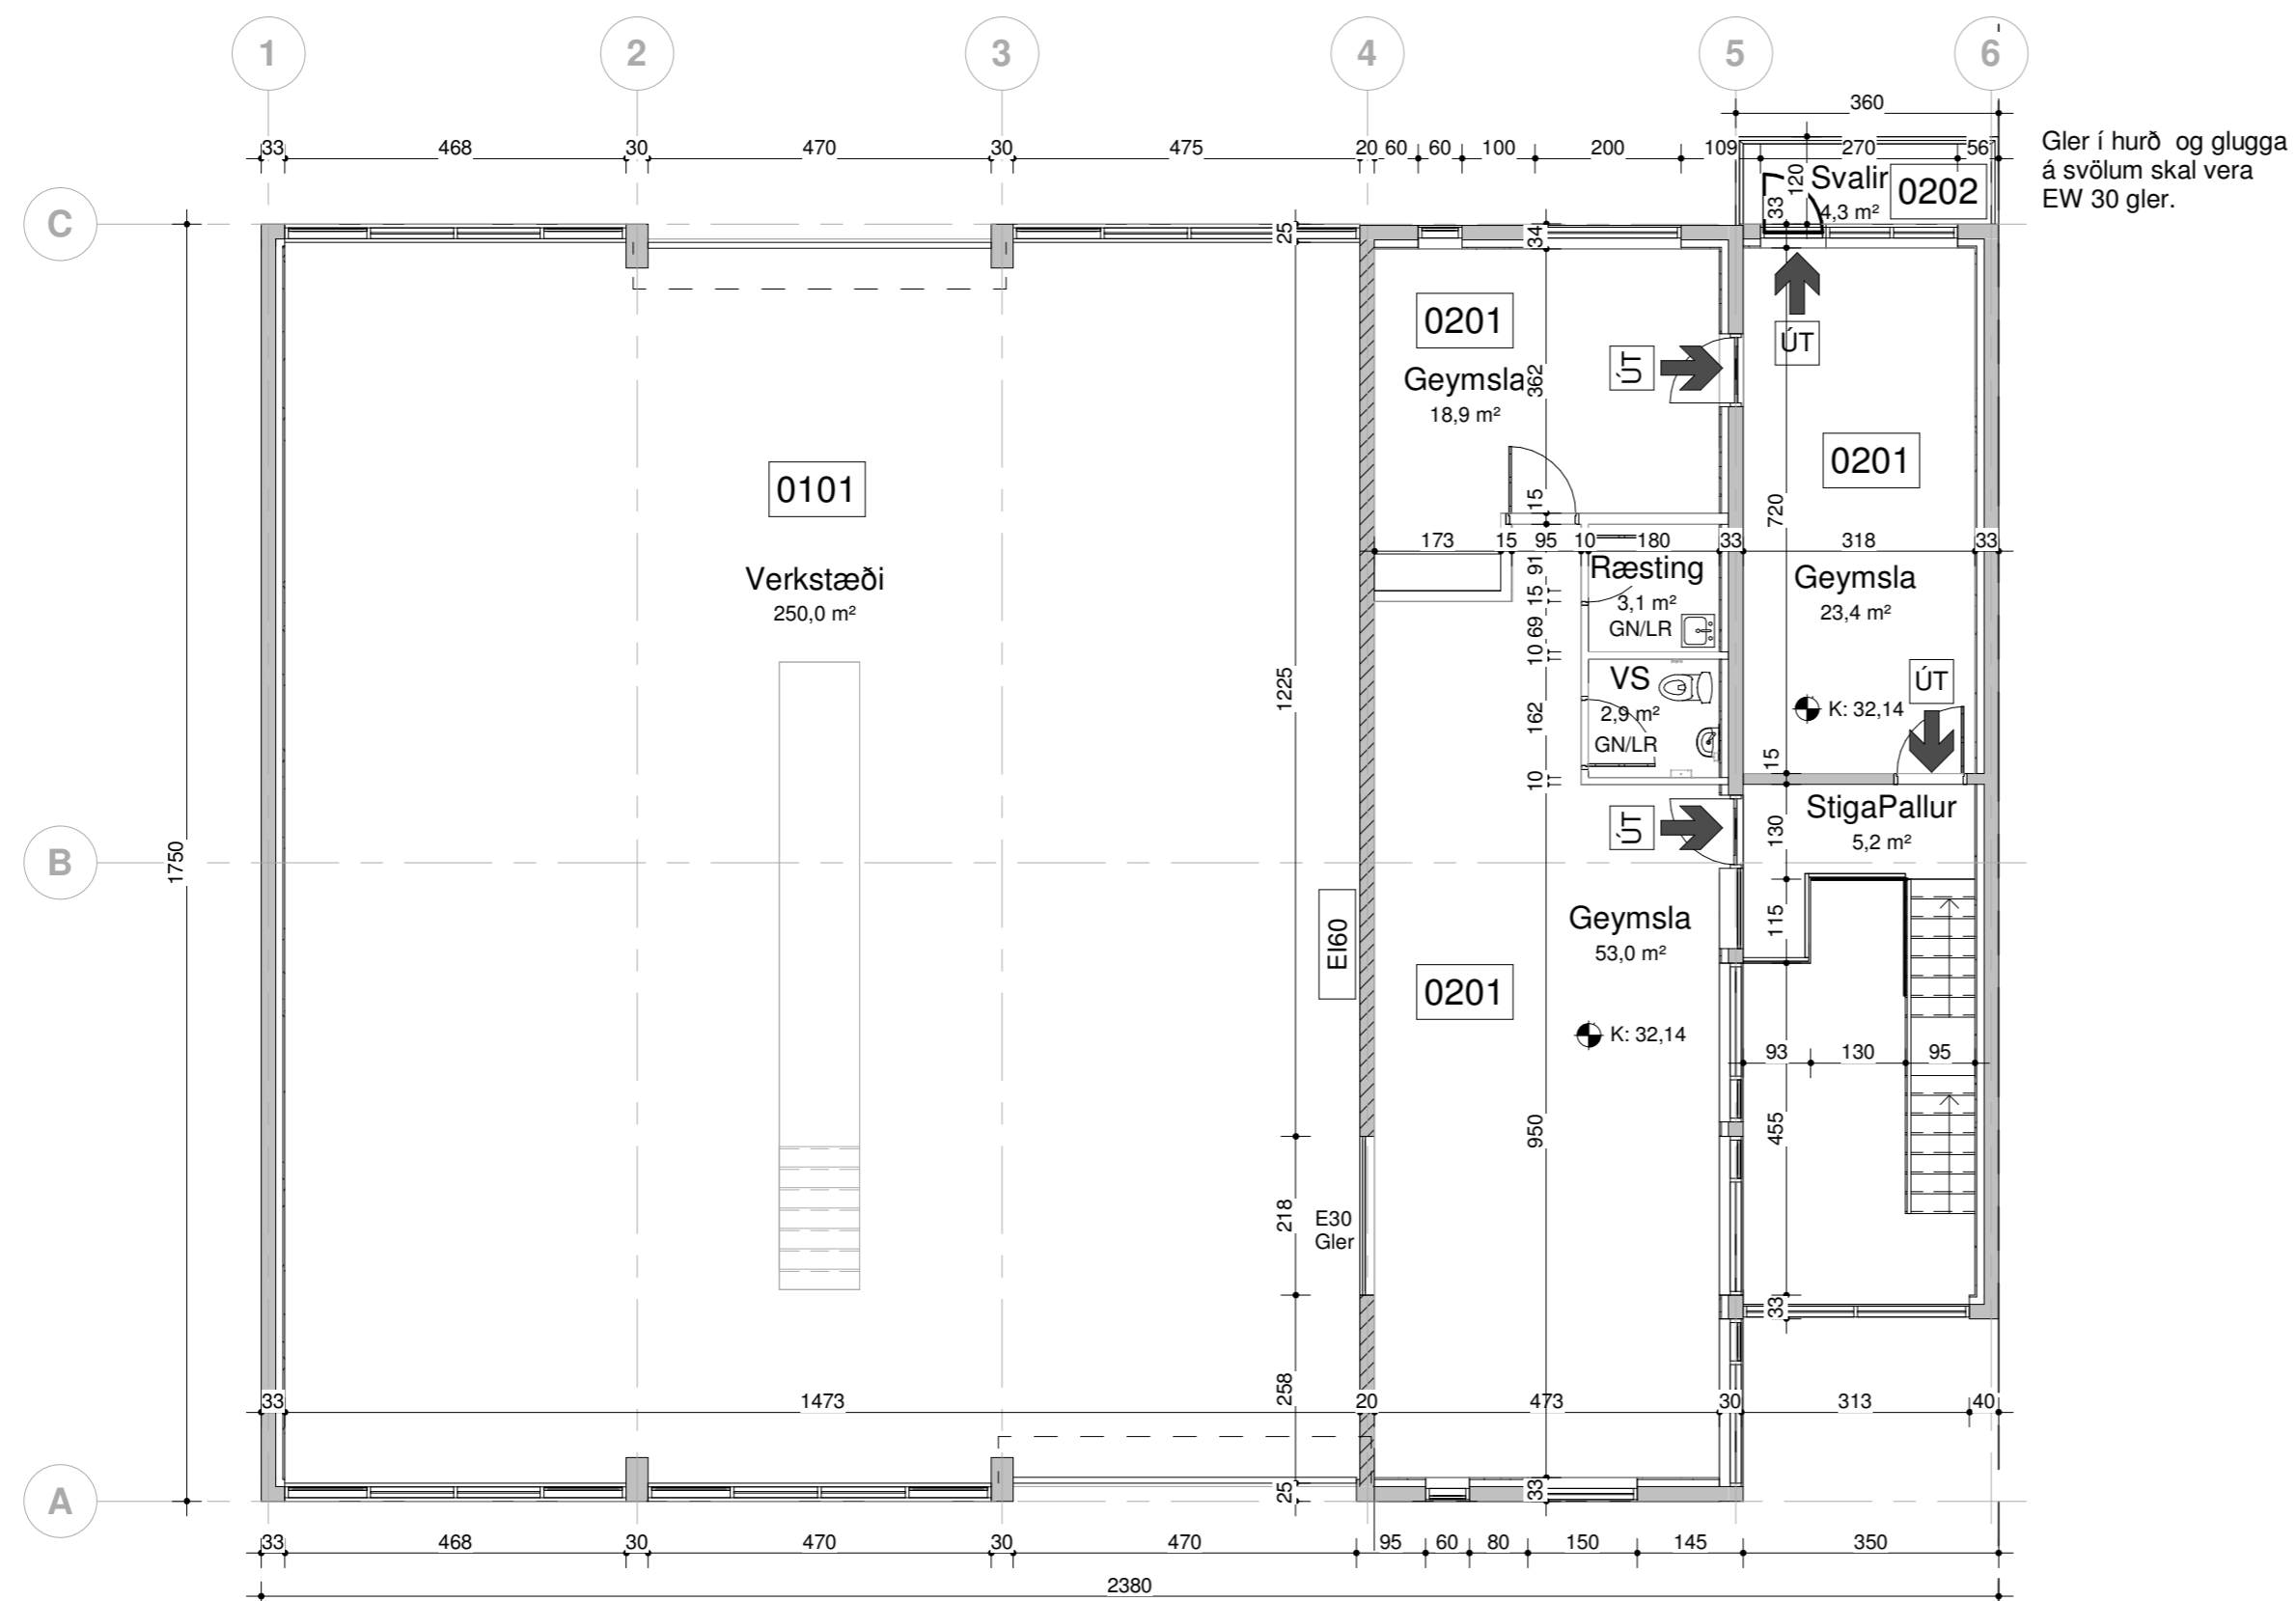 1
2
3
4
5
6
360
33
468
30
470
30
475
20
60
60
100
200
109
270
56
Gler í hurð og glugga
á svölum skal vera
EW 30 gler.
C
120
Svalir
0202
33
4,3 m²
25
34
0201
ÚT
ÚT
Geymsla
362
18,9 m²
0201
0101
15
720
173
15
95
10
180
33
318
33
91
Ræsting
Verkstæði
Geymsla
15
3,1 m²
250,0 m²
23,4 m²
69
GN/LR
10
1225
VS
ÚT
162
2,9 m²
K: 32,14
GN/LR
15
10
StigaPallur
ÚT
130
5,2 m²
B
1750
115
Geymsla
EI60
53,0 m²
0201
K: 32,14
93
130
95
950
455
218
E30
Gler
33
258
33
1473
20
473
30
313
40
A
25
33
33
468
30
470
30
470
95
60
80
150
145
350
2380